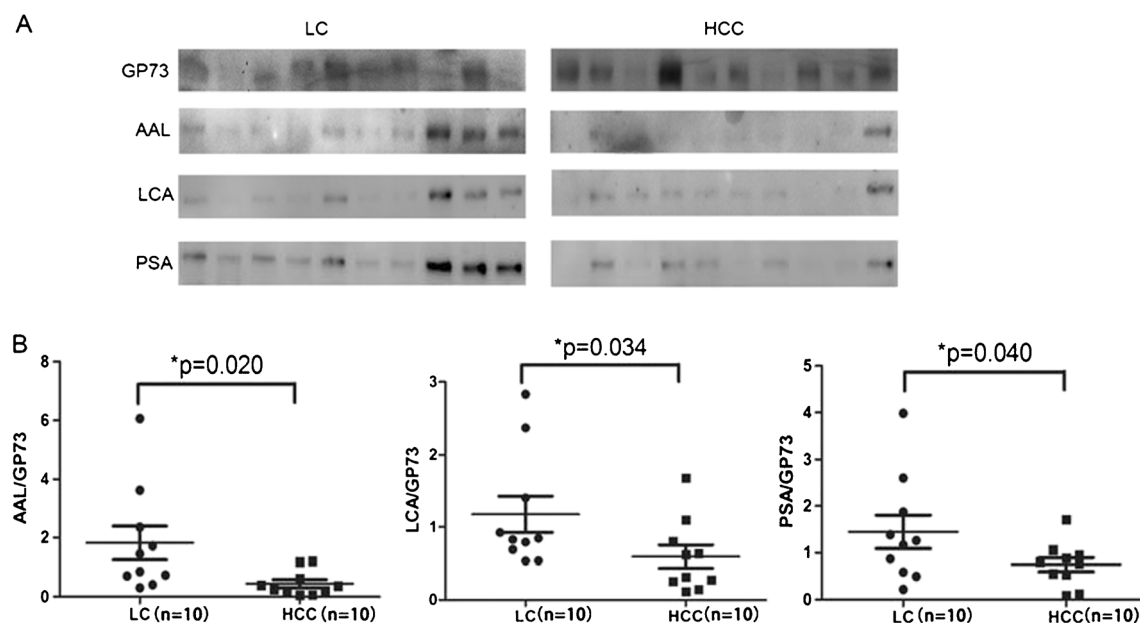 A
LC HCC
GP73
AAL
LCA
PSA
B
*p=0.020
8
6
4
2
0
AAL/GP73
LC(n=10) HCC(n=10)
*p=0.034
3
2
1
0
LCA/GP73
LC(n=10) HCC(n=10)
*p=0.040
5
4
3
2
1
0
PSA/GP73
LC(n=10) HCC(n=10)